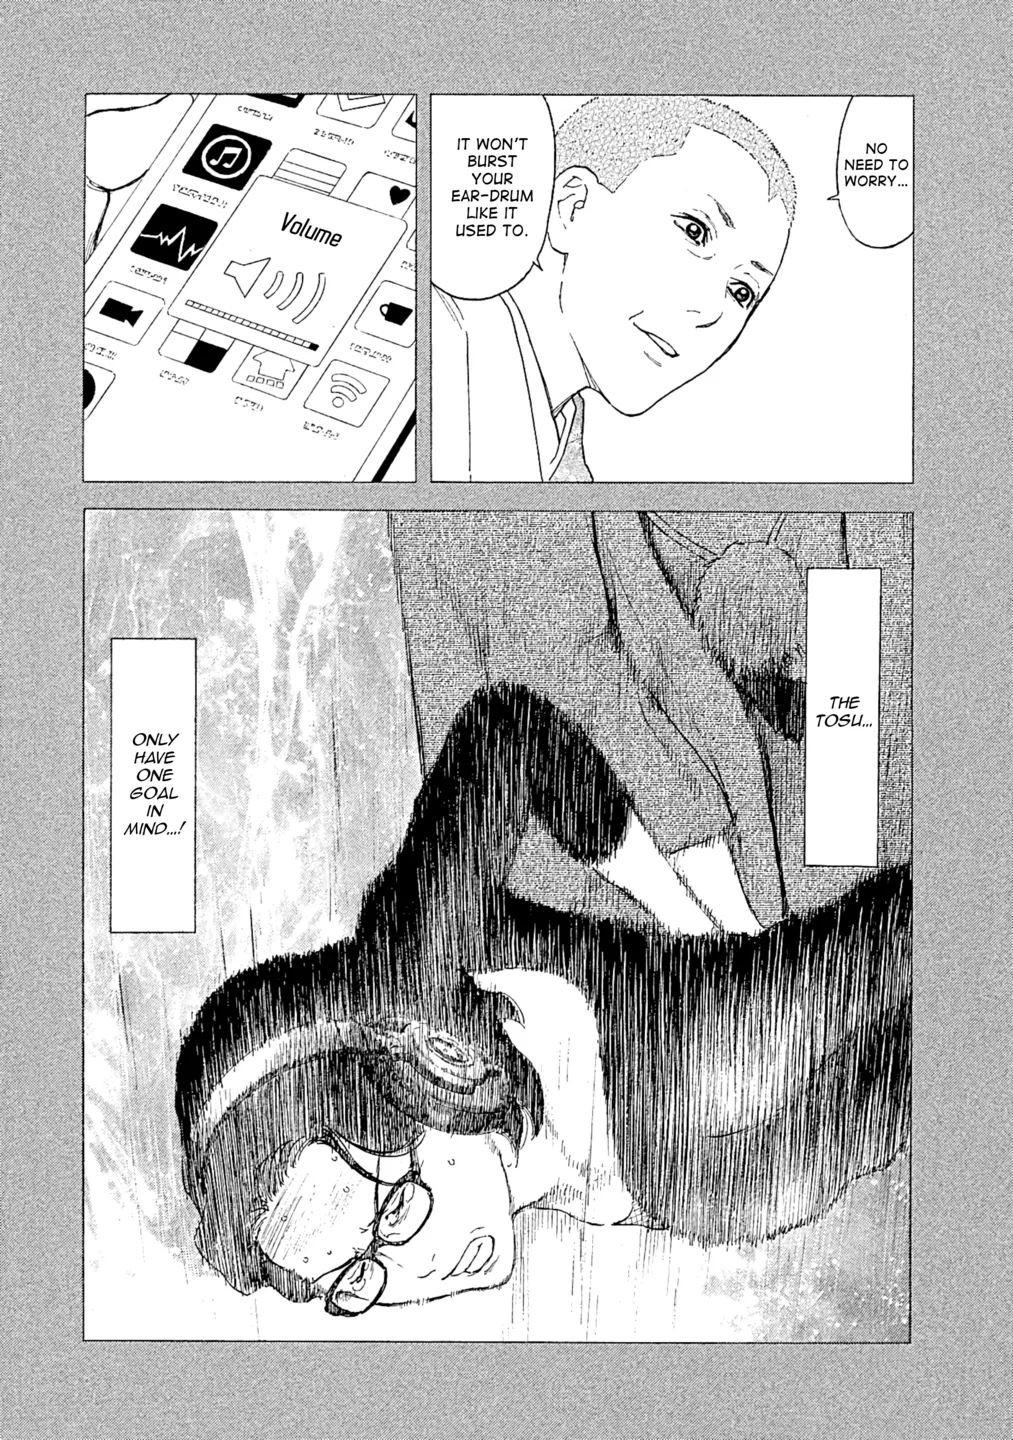 NO
NEED TO
WORRY...
IT WON'T
BURST
YOUR
EAR-DRUM
LIKE IT
USED TO.
Volume
THE
TOSU...
ONLY
HAVE
ONE
GOAL
IN
MIND...!